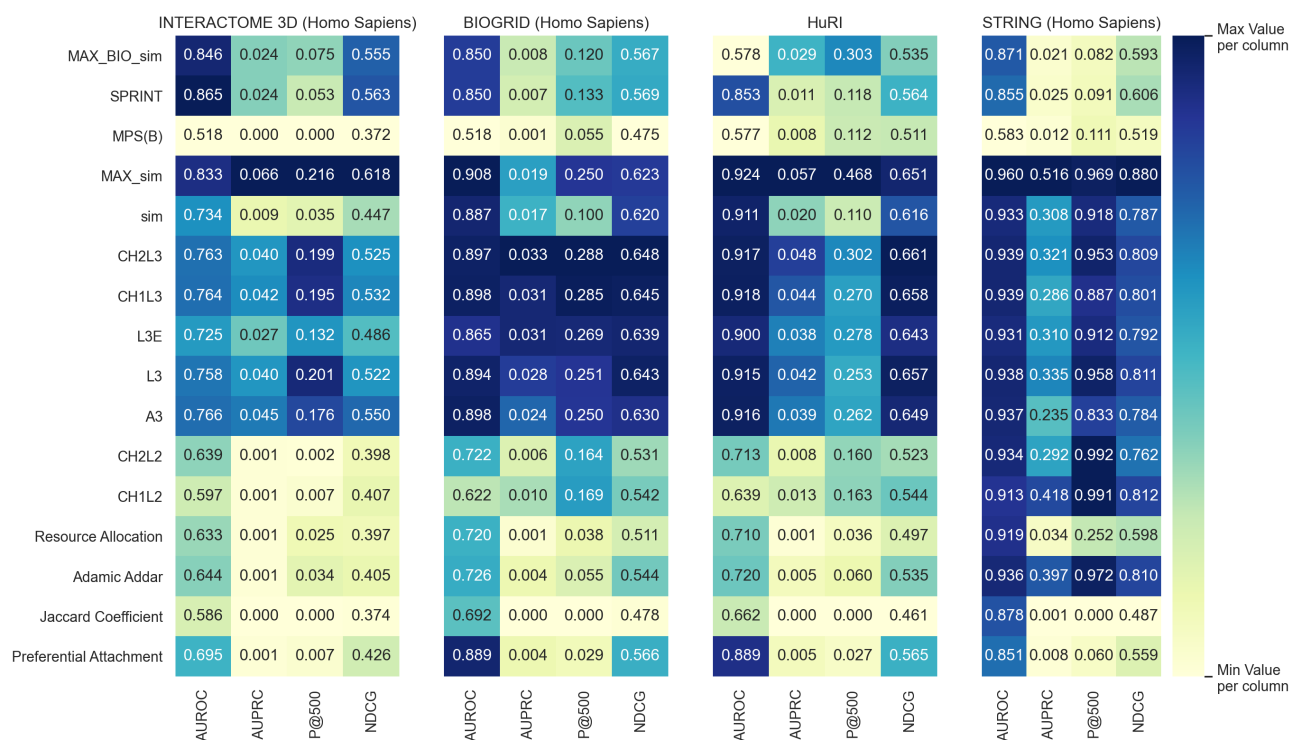 INTERACTOME 3D (Homo Sapiens) BIOGRID (Homo Sapiens) HuRI STRING (Homo Sapiens)
Max Value
per column
MAX_BIO_sim 0.846 0.024 0.075 0.555 0.850 0.008 0.120 0.567 0.578 0.029 0.303 0.535 0.871 0.021 0.082 0.593
SPRINT 0.865 0.024 0.053 0.563 0.850 0.007 0.133 0.569 0.853 0.011 0.118 0.564 0.855 0.025 0.091 0.606
MPS(B) 0.518 0.000 0.000 0.372 0.518 0.001 0.055 0.475 0.577 0.008 0.112 0.511 0.583 0.012 0.111 0.519
MAX_sim 0.833 0.066 0.216 0.618 0.908 0.019 0.250 0.623 0.924 0.057 0.468 0.651 0.960 0.516 0.969 0.880
sim 0.734 0.009 0.035 0.447 0.887 0.017 0.100 0.620 0.911 0.020 0.110 0.616 0.933 0.308 0.918 0.787
CH2L3 0.763 0.040 0.199 0.525 0.897 0.033 0.288 0.648 0.917 0.048 0.302 0.661 0.939 0.321 0.953 0.809
CH1L3 0.764 0.042 0.195 0.532 0.898 0.031 0.285 0.645 0.918 0.044 0.270 0.658 0.939 0.286 0.887 0.801
L3E 0.725 0.027 0.132 0.486 0.865 0.031 0.269 0.639 0.900 0.038 0.278 0.643 0.931 0.310 0.912 0.792
L3 0.758 0.040 0.201 0.522 0.894 0.028 0.251 0.643 0.915 0.042 0.253 0.657 0.938 0.335 0.958 0.811
A3 0.766 0.045 0.176 0.550 0.898 0.024 0.250 0.630 0.916 0.039 0.262 0.649 0.937 0.235 0.833 0.784
CH2L2 0.639 0.001 0.002 0.398 0.722 0.006 0.164 0.531 0.713 0.008 0.160 0.523 0.934 0.292 0.992 0.762
CH1L2 0.597 0.001 0.007 0.407 0.622 0.010 0.169 0.542 0.639 0.013 0.163 0.544 0.913 0.418 0.991 0.812
Resource Allocation 0.633 0.001 0.025 0.397 0.720 0.001 0.038 0.511 0.710 0.001 0.036 0.497 0.919 0.034 0.252 0.598
Adamic Addar 0.644 0.001 0.034 0.405 0.726 0.004 0.055 0.544 0.720 0.005 0.060 0.535 0.936 0.397 0.972 0.810
Jaccard Coefficient 0.586 0.000 0.000 0.374 0.692 0.000 0.000 0.478 0.662 0.000 0.000 0.461 0.878 0.001 0.000 0.487
Preferential Attachment 0.695 0.001 0.007 0.426 0.889 0.004 0.029 0.566 0.889 0.005 0.027 0.565 0.851 0.008 0.060 0.559
Min Value
per column
AUROC AUPRC P@500 NDCG AUROC AUPRC P@500 NDCG AUROC AUPRC P@500 NDCG AUROC AUPRC P@500 NDCG